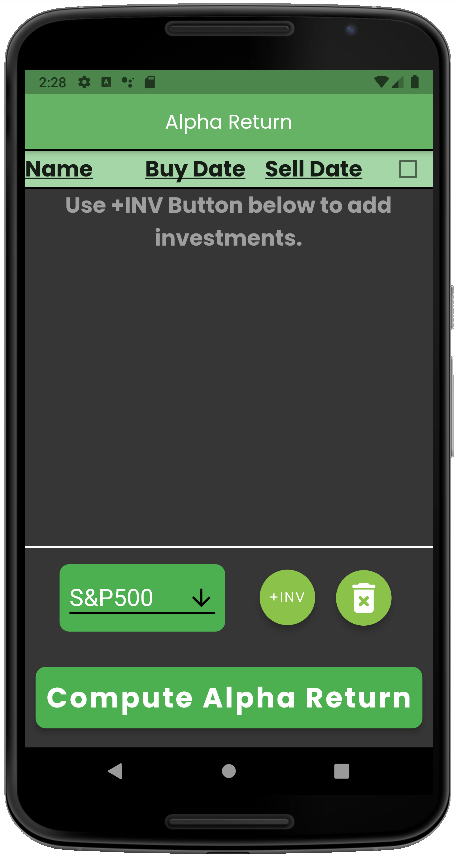 2:28
Alpha Return
Name Buy Date Sell Date
Use +INV Button below to add
investments.
S&P500 +INV
Compute Alpha Return